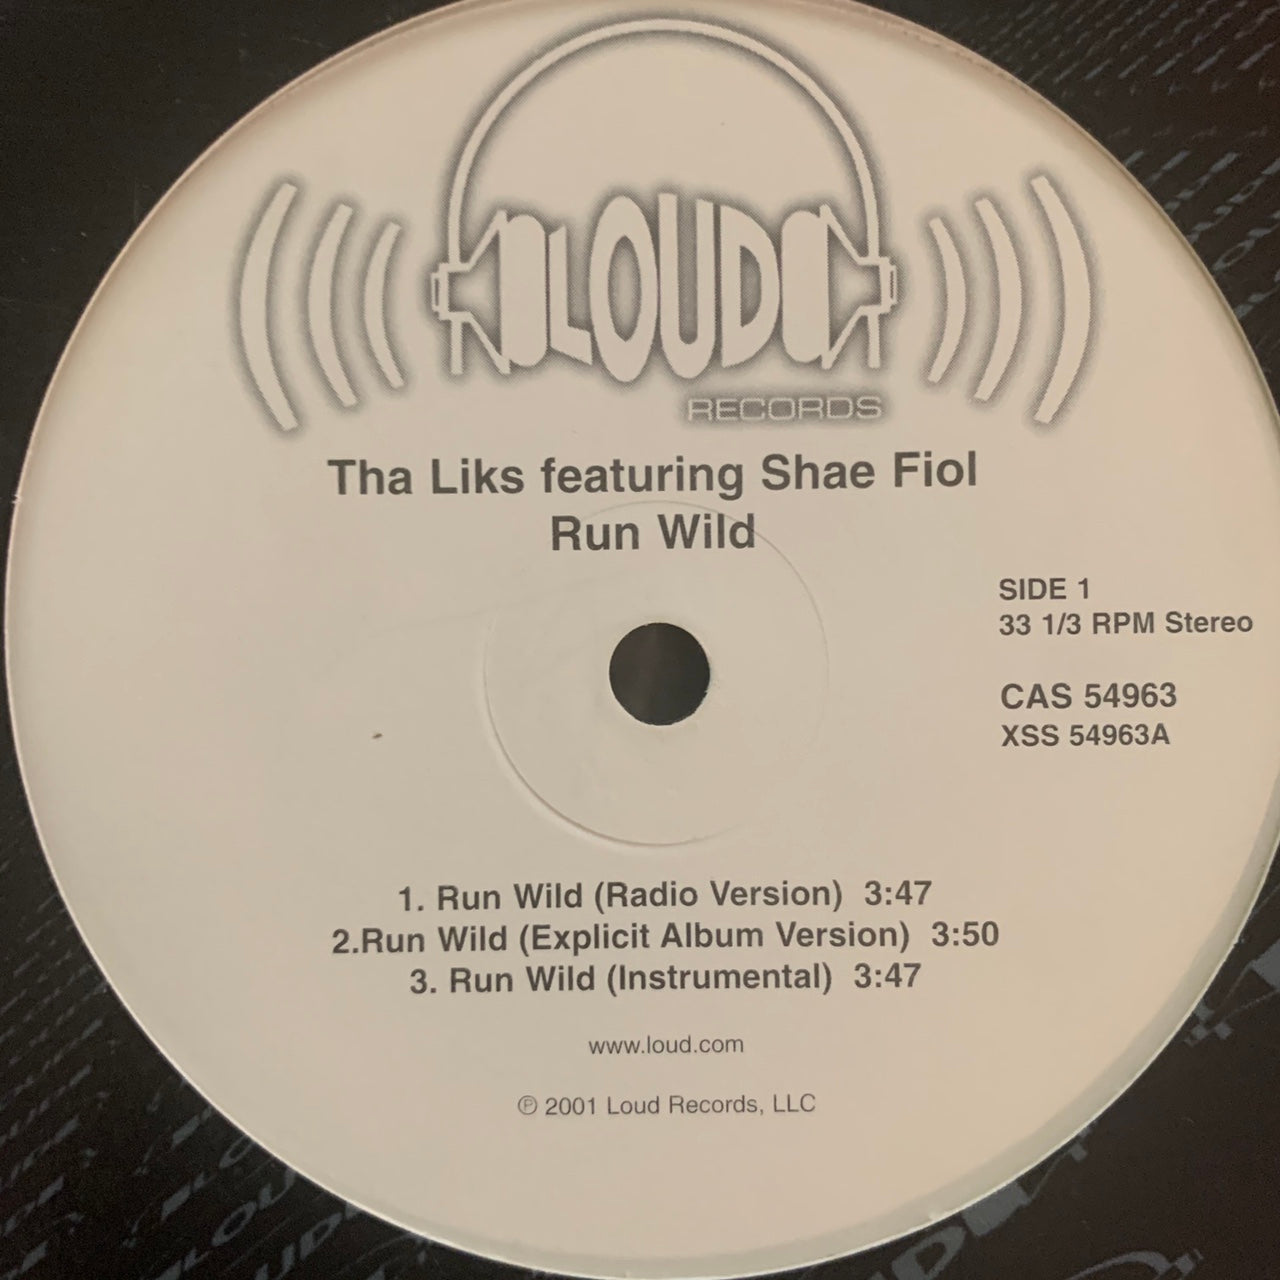 LOUD
RECORDS
Tha Liks featuring Shae Fiol
Run Wild
SIDE 1
33 1/3 RPM Stereo
CAS 54963
XSS 54963A
1. Run Wild (Radio Version) 3:47
2.Run Wild (Explicit Album Version) 3:50
3. Run Wild (Instrumental) 3:47
www.loud.com
℗ 2001 Loud Records, LLC